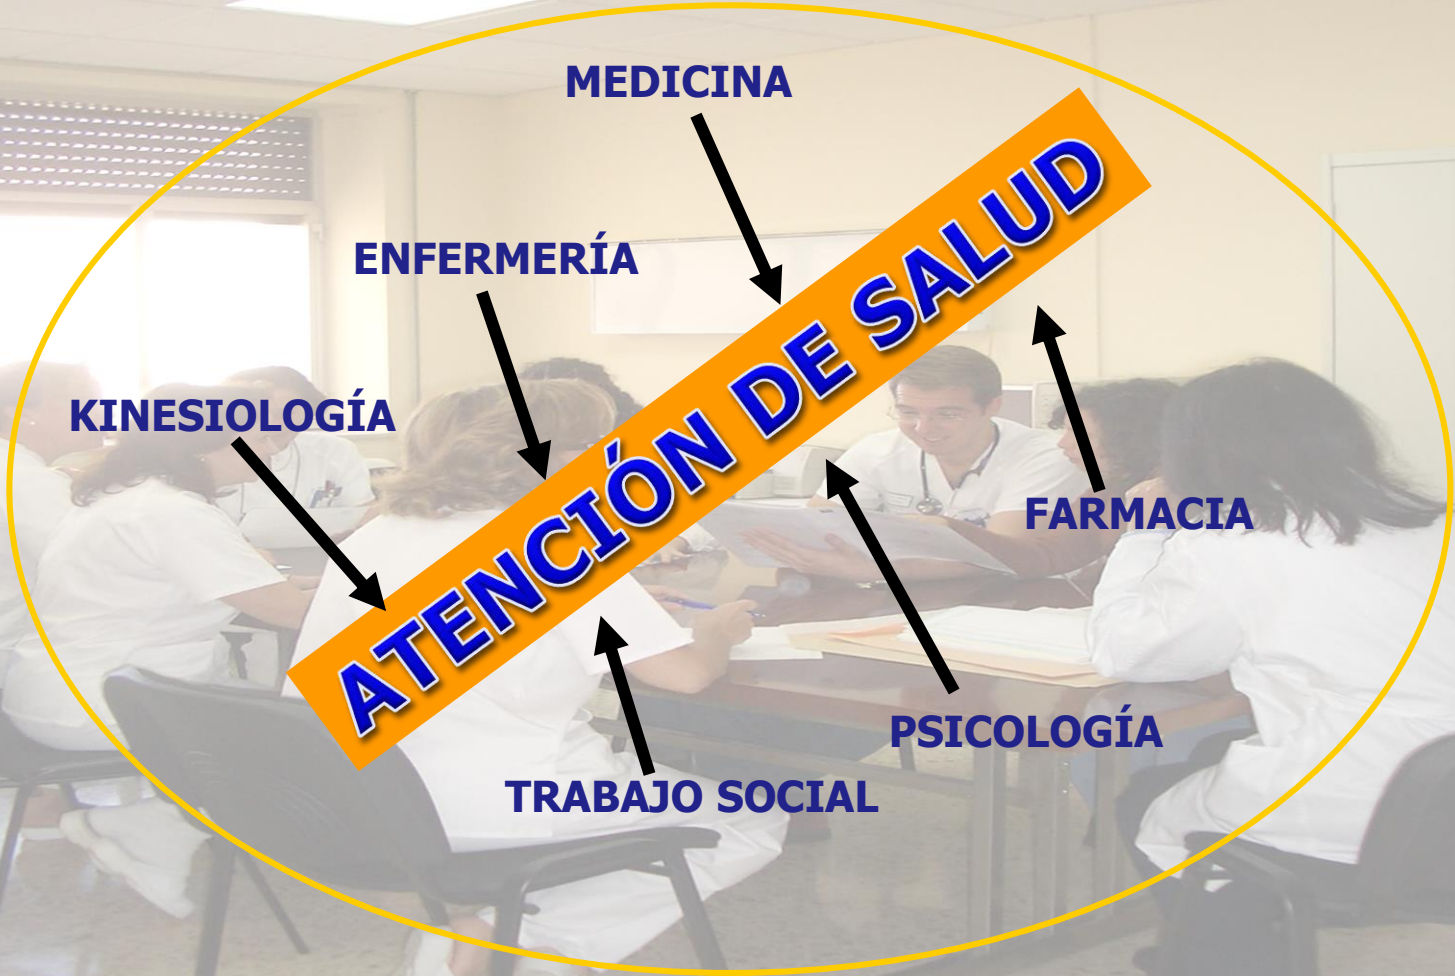 MEDICINA
ENFERMERÍA
KINESIOLOGÍA
ATENCIÓN DE SALUD
FARMACIA
PSICOLOGÍA
TRABAJO SOCIAL